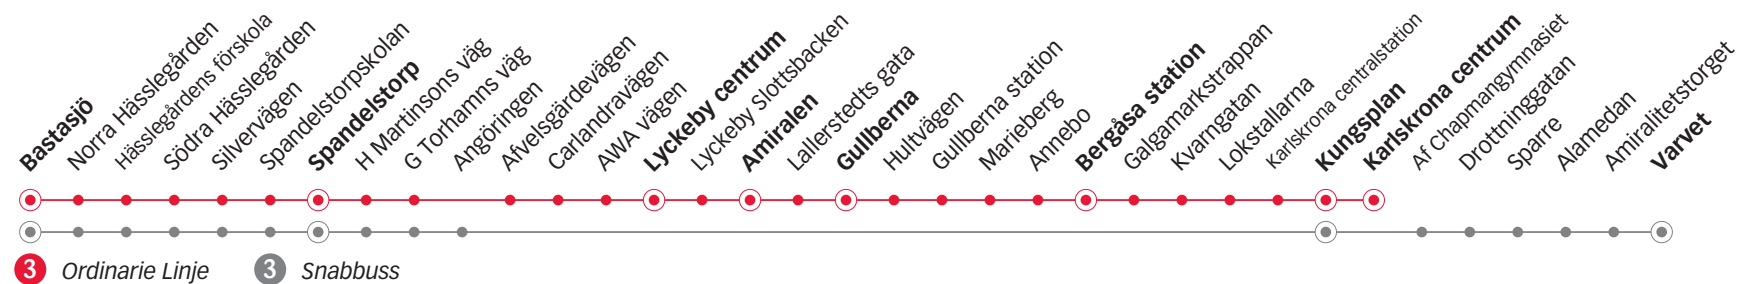 Bastasjö
Norra Hässlegården
Hässlegårdens förskola
Södra Hässlegården
Silvervägen
Spandelstorpskolan
Spandelstorp
H Martinsons väg
G Torhamns väg
Angöringen
Afvelsgärdevägen
Carlandravägen
AWA vägen
Lyckeby centrum
Lyckeby Slottsbacken
Amiralen
Lallerstedts gata
Gullberna
Hultvägen
Gullberna station
Marieberg
Annebo
Bergåsa station
Galgamarkstrappan
Kvarngatan
Lokstallarna
Karlskrona centralstation
Kungsplan
Karlskrona centrum
Af Chapmangymnasiet
Drottninggatan
Sparre
Alamedan
Amiralitetstorget
Varvet
3 Ordinarie Linje
3 Snabbuss